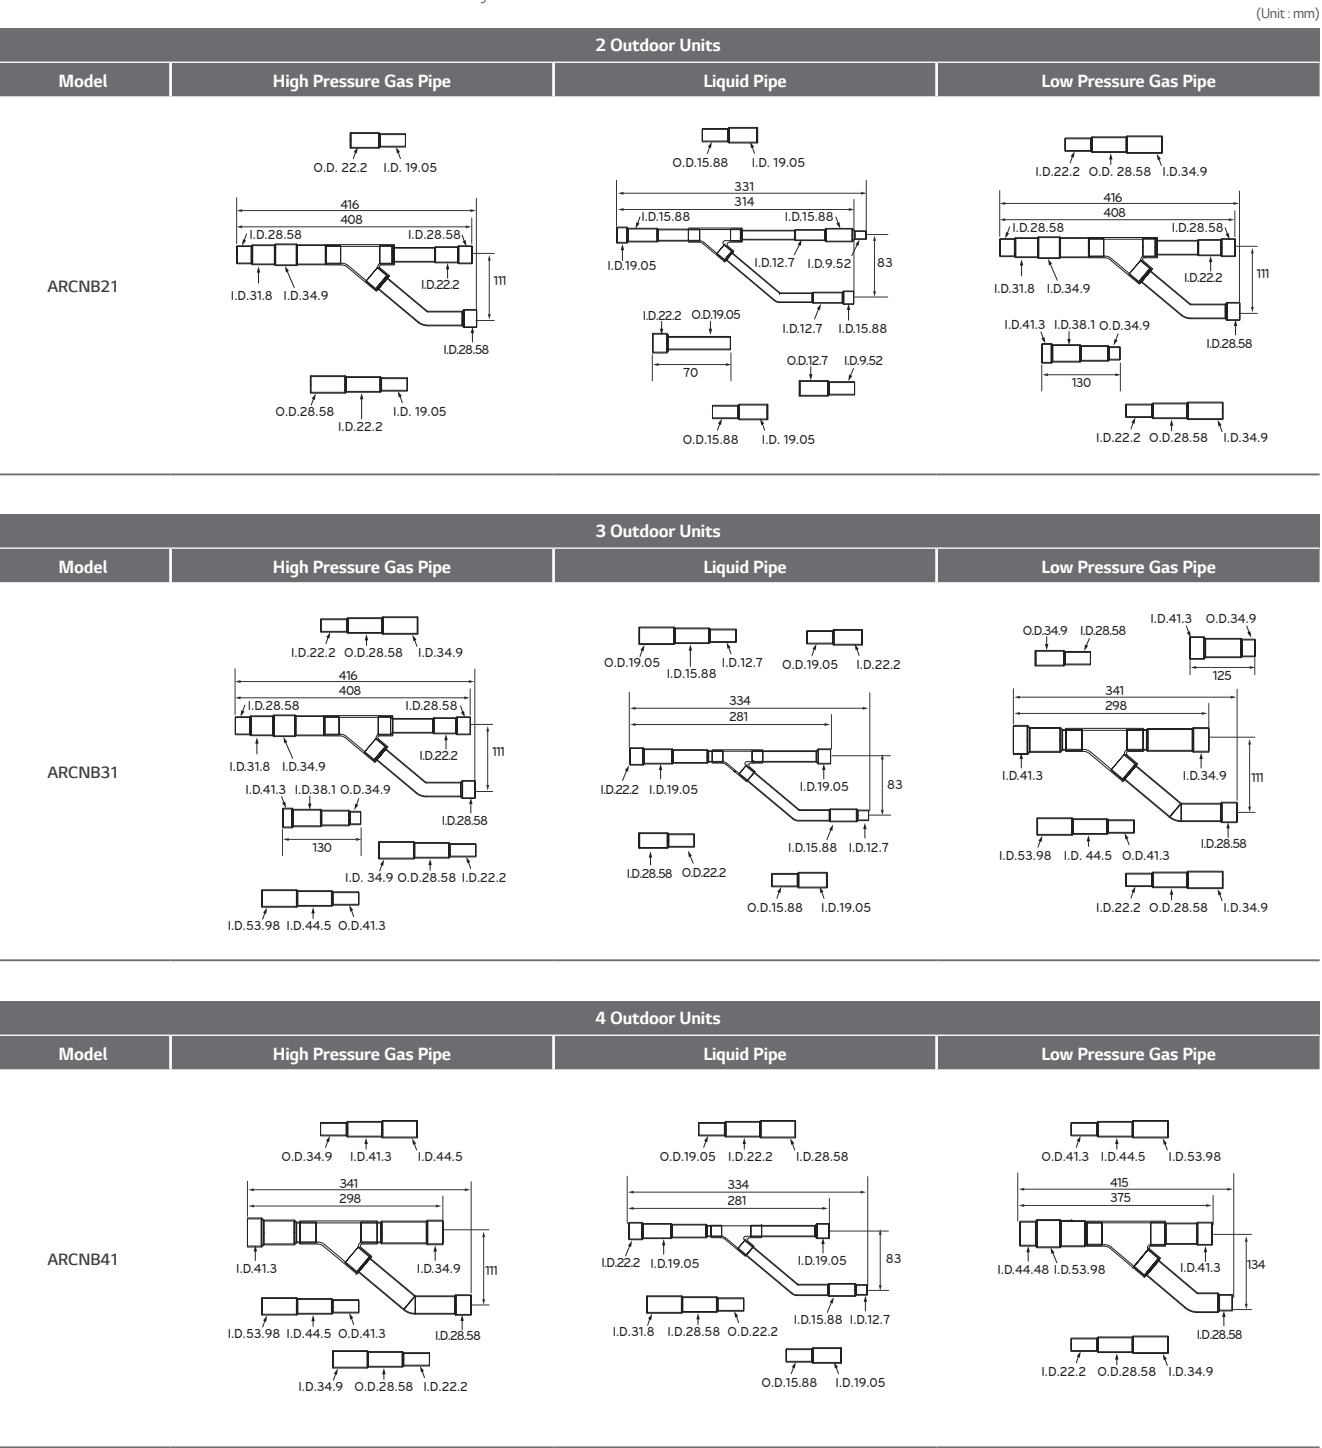 (Unit : mm)
2 Outdoor Units
Model High Pressure Gas Pipe Liquid Pipe Low Pressure Gas Pipe
ARCNB21
O.D. 22.2 I.D. 19.05
416
408
I.D.28.58 I.D.28.58
I.D.22.2
111
I.D.31.8 I.D.34.9
I.D.28.58
O.D.28.58 I.D. 19.05
I.D.22.2
O.D.15.88 I.D. 19.05
331
314
I.D.15.88 I.D.15.88
I.D.19.05 I.D.12.7 I.D.9.52 83
I.D.22.2 O.D.19.05 I.D.12.7 I.D.15.88
70
O.D.12.7 I.D.9.52
O.D.15.88 I.D. 19.05
I.D.22.2 O.D. 28.58 I.D.34.9
416
408
I.D.28.58 I.D.28.58
I.D.22.2 111
I.D.31.8 I.D.34.9
I.D.41.3 I.D.38.1 O.D.34.9
I.D.28.58
130
I.D.22.2 O.D.28.58 I.D.34.9
3 Outdoor Units
Model High Pressure Gas Pipe Liquid Pipe Low Pressure Gas Pipe
ARCNB31
I.D.22.2 O.D.28.58 I.D.34.9
416
408
I.D.28.58 I.D.28.58
I.D.22.2 111
I.D.31.8 I.D.34.9
I.D.41.3 I.D.38.1 O.D.34.9
I.D.28.58
130
I.D. 34.9 O.D.28.58 I.D.22.2
I.D.53.98 I.D.44.5 O.D.41.3
O.D.19.05 I.D.15.88 I.D.12.7
O.D.19.05 I.D.22.2
334
281
I.D.22.2 I.D.19.05 I.D.19.05 83
I.D.15.88 I.D.12.7
I.D.28.58 O.D.22.2
O.D.15.88 I.D.19.05
I.D.41.3 O.D.34.9
125
O.D.34.9 I.D.28.58
341
298
I.D.41.3 I.D.34.9 111
I.D.28.58
I.D.53.98 I.D. 44.5 O.D.41.3
I.D.22.2 O.D.28.58 I.D.34.9
4 Outdoor Units
Model High Pressure Gas Pipe Liquid Pipe Low Pressure Gas Pipe
ARCNB41
O.D.34.9 I.D.41.3 I.D.44.5
341
298
I.D.41.3 I.D.34.9 111
I.D.28.58
I.D.53.98 I.D.44.5 O.D.41.3
I.D.34.9 O.D.28.58 I.D.22.2
O.D.19.05 I.D.22.2 I.D.28.58
334
281
I.D.22.2 I.D.19.05 I.D.19.05 83
I.D.15.88 I.D.12.7
I.D.31.8 I.D.28.58 O.D.22.2
O.D.15.88 I.D.19.05
O.D.41.3 I.D.44.5 I.D.53.98
415
375
I.D.44.48 I.D.53.98 I.D.41.3 134
I.D.28.58
I.D.22.2 O.D.28.58 I.D.34.9